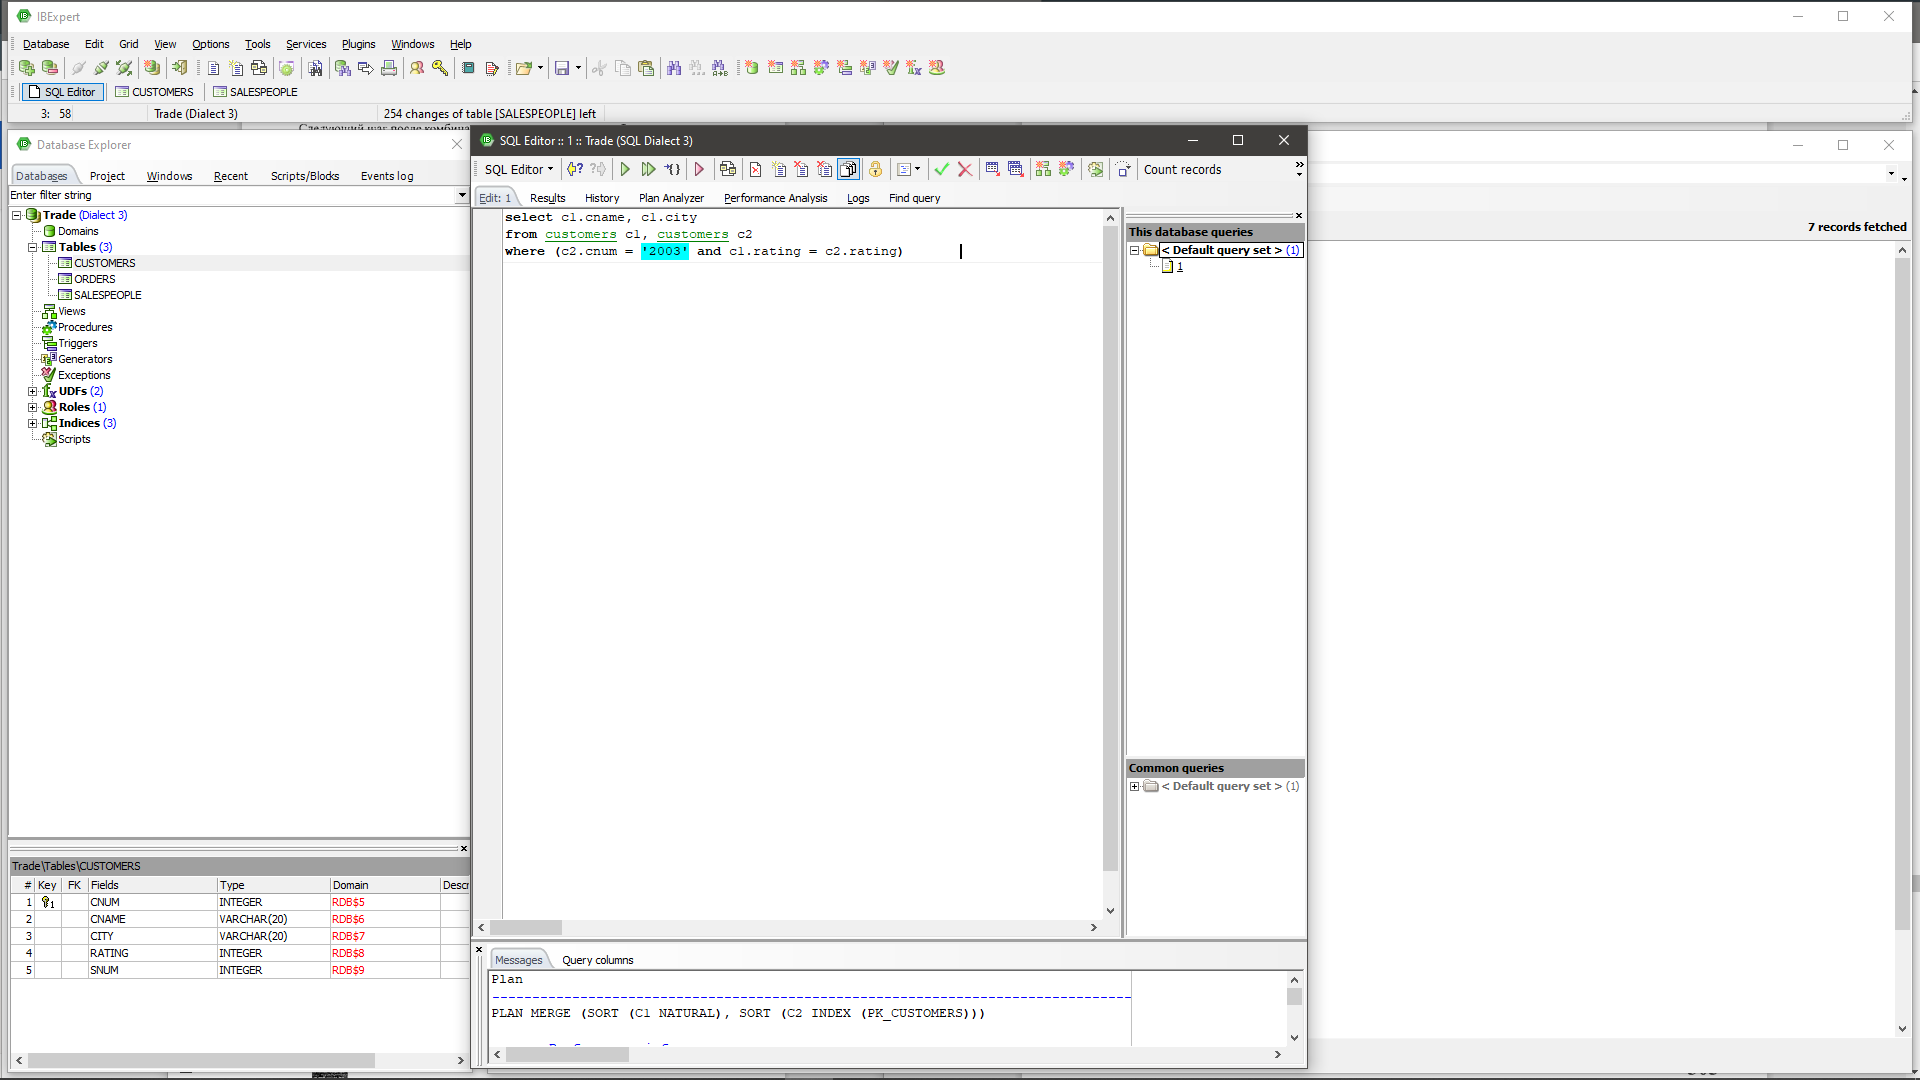 IBExpert
Database Edit Grid View Options Tools Services Plugins Windows Help
SQL Editor CUSTOMERS SALESPEOPLE
3: 58 Trade (Dialect 3) 254 changes of table [SALESPEOPLE] left
Database Explorer
Databases Project Windows Recent Scripts/Blocks Events log
Enter filter string
Trade (Dialect 3)
Domains
Tables (3)
CUSTOMERS
ORDERS
SALESPEOPLE
Views
Procedures
Triggers
Generators
Exceptions
UDFs (2)
Roles (1)
Indices (3)
Scripts
Trade\Tables\CUSTOMERS
# Key FK Fields Type Domain Descr
1 1 CNUM INTEGER RDB$5
2 CNAME VARCHAR(20) RDB$6
3 CITY VARCHAR(20) RDB$7
4 RATING INTEGER RDB$8
5 SNUM INTEGER RDB$9
SQL Editor :: 1 :: Trade (SQL Dialect 3)
SQL Editor Count records
Edit: 1 Results History Plan Analyzer Performance Analysis Logs Find query
select c1.cname, c1.city
from customers c1, customers c2
where (c2.cnum = '2003' and c1.rating = c2.rating)
This database queries
< Default query set > (1)
1
Common queries
< Default query set > (1)
Messages Query columns
Plan
--------------------------------------------------------------------------------
PLAN MERGE (SORT (C1 NATURAL), SORT (C2 INDEX (PK_CUSTOMERS)))
7 records fetched